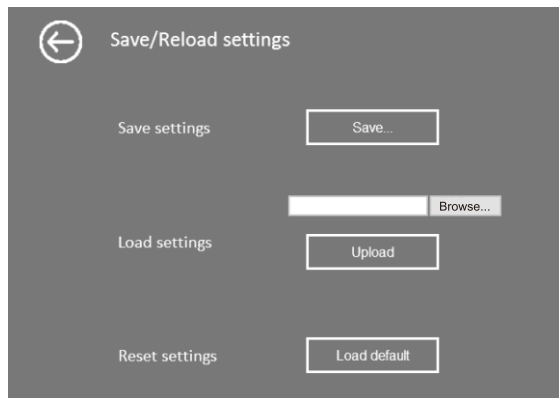 Save/Reload settings
Save settings
Save...
Browse...
Load settings
Upload
Reset settings
Load default